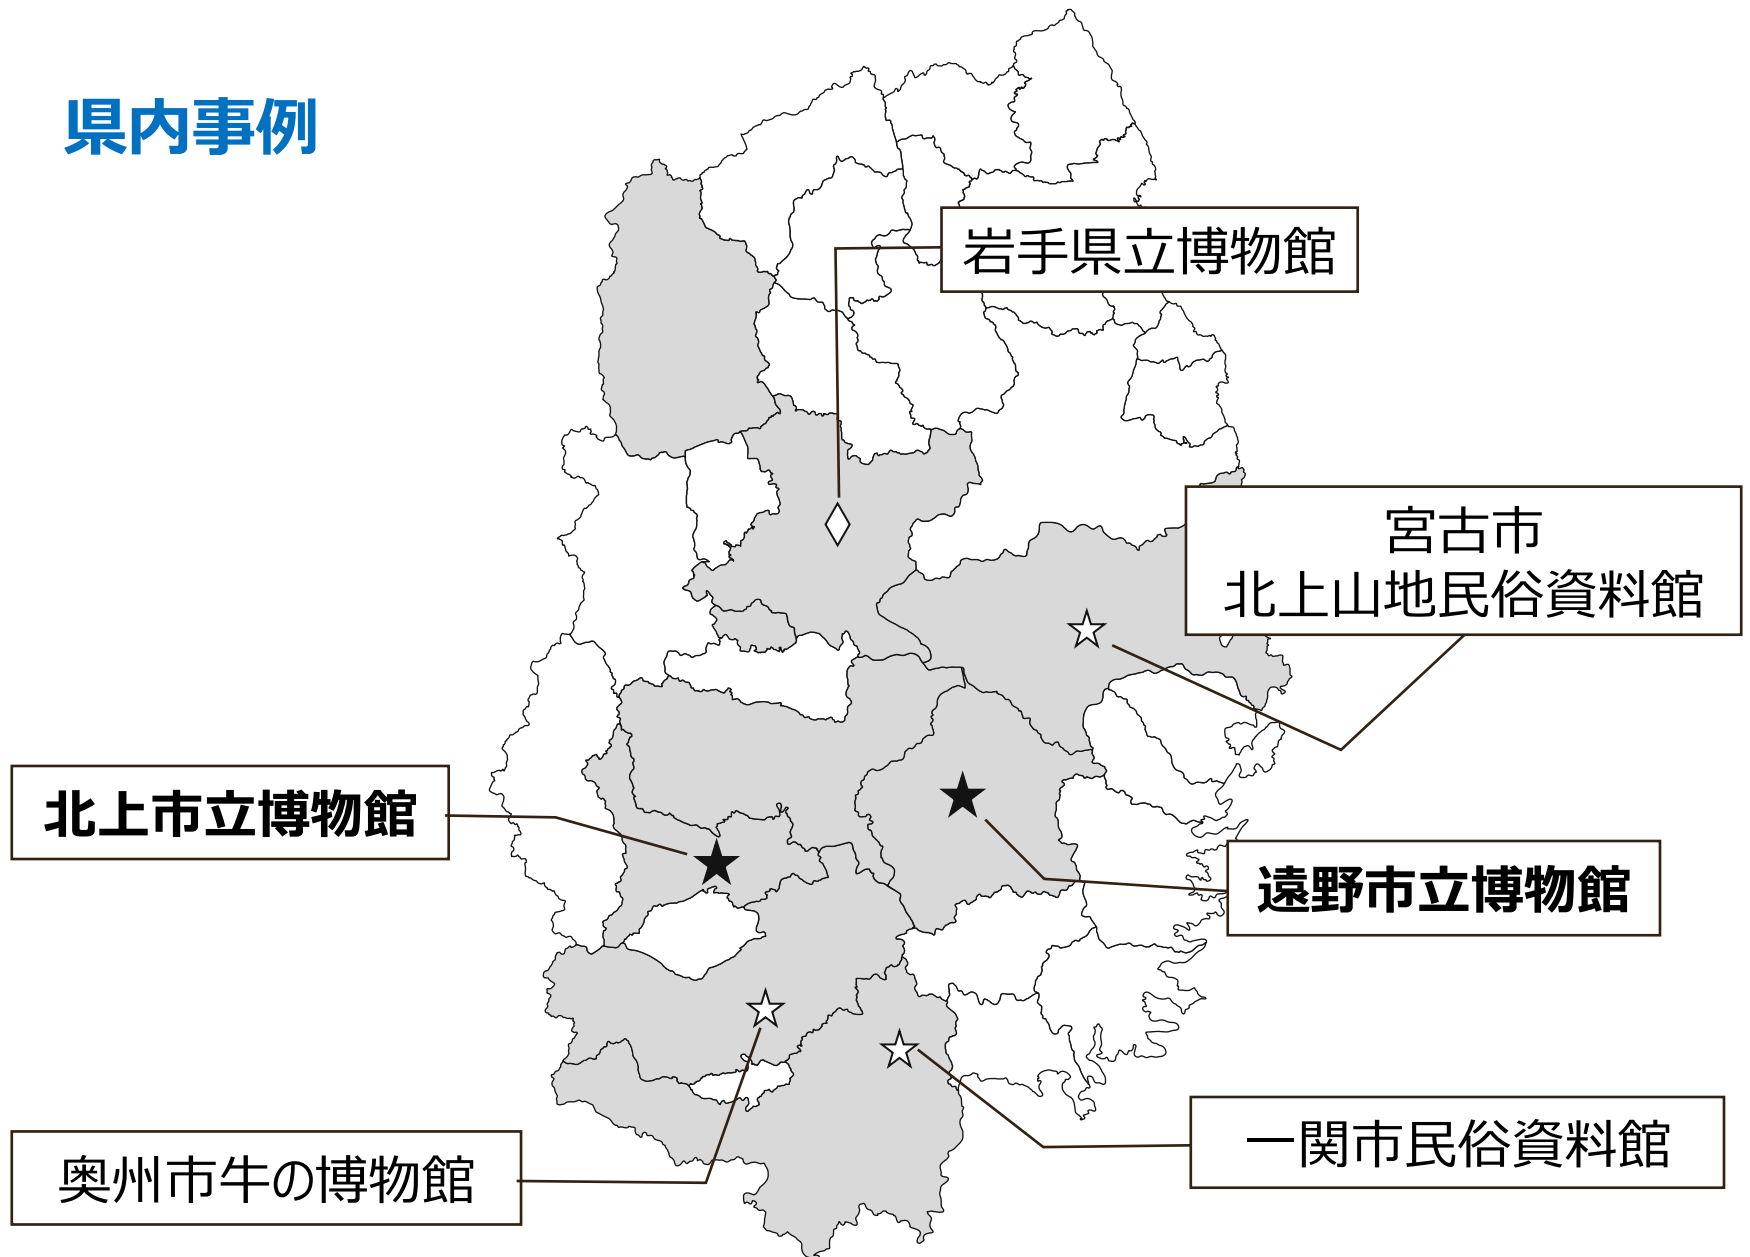 県内事例
岩手県立博物館
宮古市
北上山地民俗資料館
北上市立博物館
遠野市立博物館
一関市民俗資料館
奥州市牛の博物館